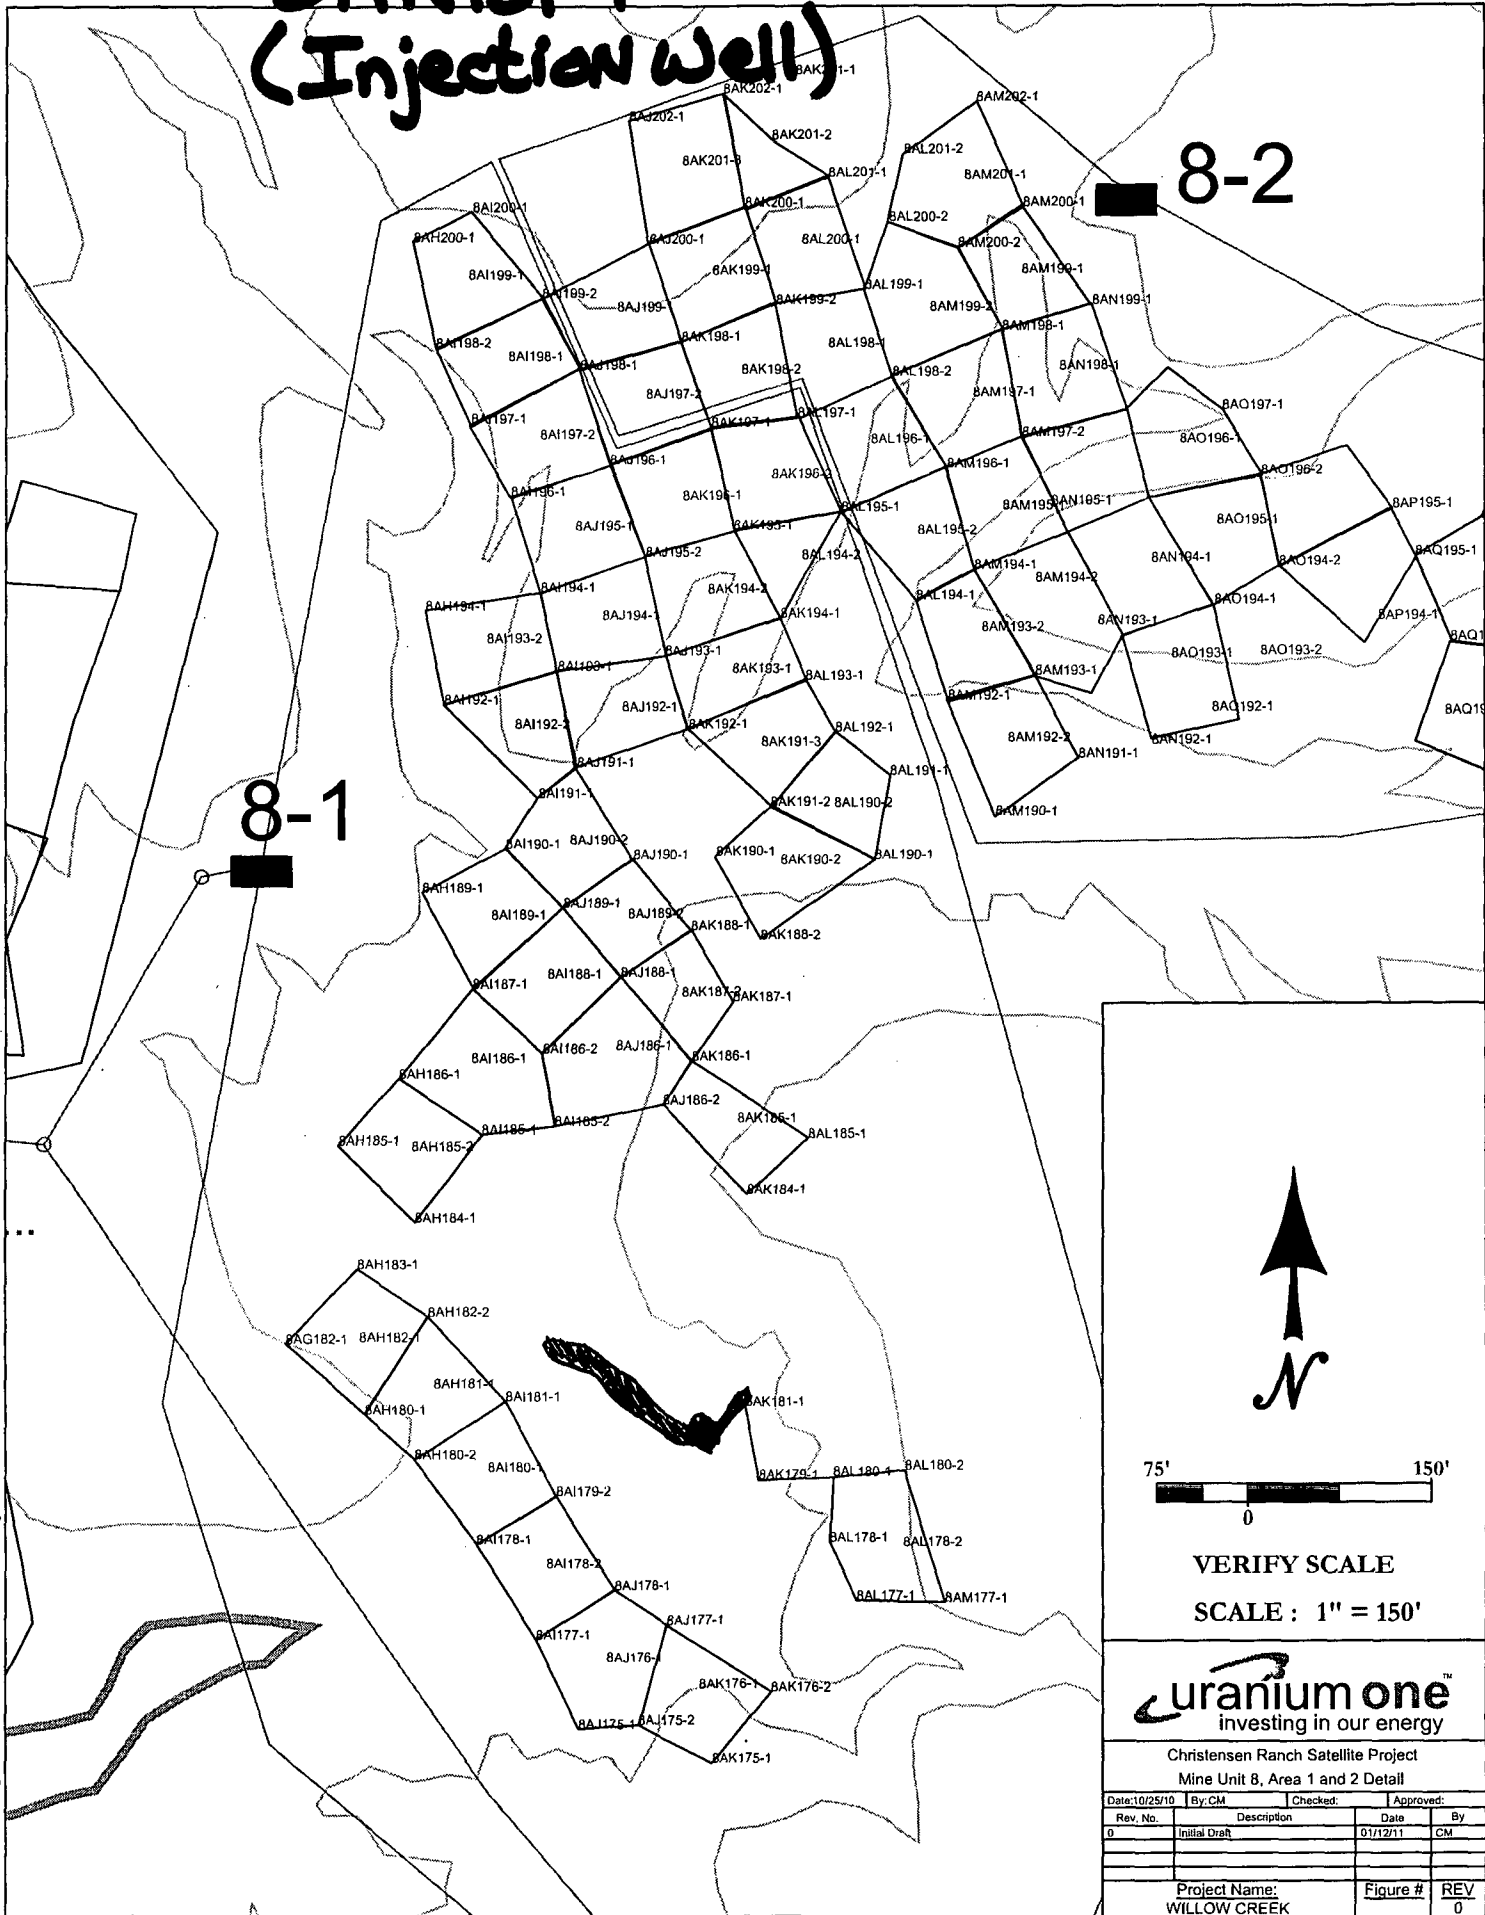 (Injection Well)
8AK201-1
8AK202-1
8AM202-1
8AJ202-1
8AK201-2
8AL201-2
8-2
8AK201-3
8AL201-1
8AM201-1
8AI200-1
8AK200-1
8AM200-1
8AH200-1
8AJ200-1
8AL200-1
8AL200-2
8AM200-2
8AI199-1
8AK199-1
8AM199-1
8AI199-2
8AJ199-1
8AK199-2
8AL199-1
8AM199-2
8AN199-1
8AI198-2
8AI198-1
8AJ198-1
8AK198-1
8AL198-1
8AM198-1
8AK198-2
8AL198-2
8AN198-1
8AJ197-2
8AM197-1
8AO197-1
8AI197-1
8AI197-2
8AK197-1
8AL197-1
8AL196-1
8AM197-2
8AO196-1
8AJ196-1
8AK196-2
8AM196-1
8AO196-2
8AI196-1
8AK196-1
8AM195-1
8AN195-1
8AP195-1
8AJ195-1
8AK195-1
8AL195-1
8AL195-2
8AO195-1
8AJ195-2
8AL194-2
8AN194-1
8AQ195-1
8AM194-1
8AO194-2
8AI194-1
8AK194-2
8AM194-2
8AH194-1
8AJ194-1
8AK194-1
8AL194-1
8AO194-1
8AP194-1
8AI193-2
8AM193-2
8AN193-1
8AQ1
8AI193-1
8AJ193-1
8AK193-1
8AL193-1
8AM193-1
8AO193-1
8AO193-2
8AI192-1
8AJ192-1
8AM192-1
8AQ19
8AI192-2
8AK192-1
8AL192-1
8AM192-2
8AN192-1
8AK191-3
8AN191-1
8AJ191-1
8AL191-1
8-1
8AI191-1
8AK191-2
8AL190-2
8AM190-1
8AI190-1
8AJ190-2
8AJ190-1
8AK190-1
8AK190-2
8AL190-1
8AH189-1
8AI189-1
8AJ189-1
8AJ189-2
8AK188-1
8AK188-2
8AI187-1
8AI188-1
8AJ188-1
8AK187-2
8AK187-1
8AI186-1
8AI186-2
8AJ186-1
8AK186-1
8AH186-1
8AJ186-2
8AH185-1
8AH185-2
8AI185-1
8AI185-2
8AK185-1
8AL185-1
8AK184-1
8AH184-1
...
8AH183-1
8AH182-2
8AG182-1
8AH182-1
8AH181-1
8AI181-1
8AK181-1
8AH180-1
8AH180-2
8AI180-1
8AK179-1
8AL180-1
8AL180-2
8AI179-2
8AI178-1
8AI178-2
8AL178-1
8AL178-2
8AJ178-1
8AL177-1
8AM177-1
8AI177-1
8AJ177-1
8AJ176-1
8AK176-1
8AK176-2
8AJ175-1
8AJ175-2
8AK175-1
N
75' 150'
0
VERIFY SCALE
SCALE : 1" = 150'
uranium one™
investing in our energy
Christensen Ranch Satellite Project
Mine Unit 8, Area 1 and 2 Detail
Date:10/25/10 By:CM Checked: Approved:
Rev. No. Description Date By
0 Initial Draft 01/12/11 CM
Project Name: Figure # REV
WILLOW CREEK 0